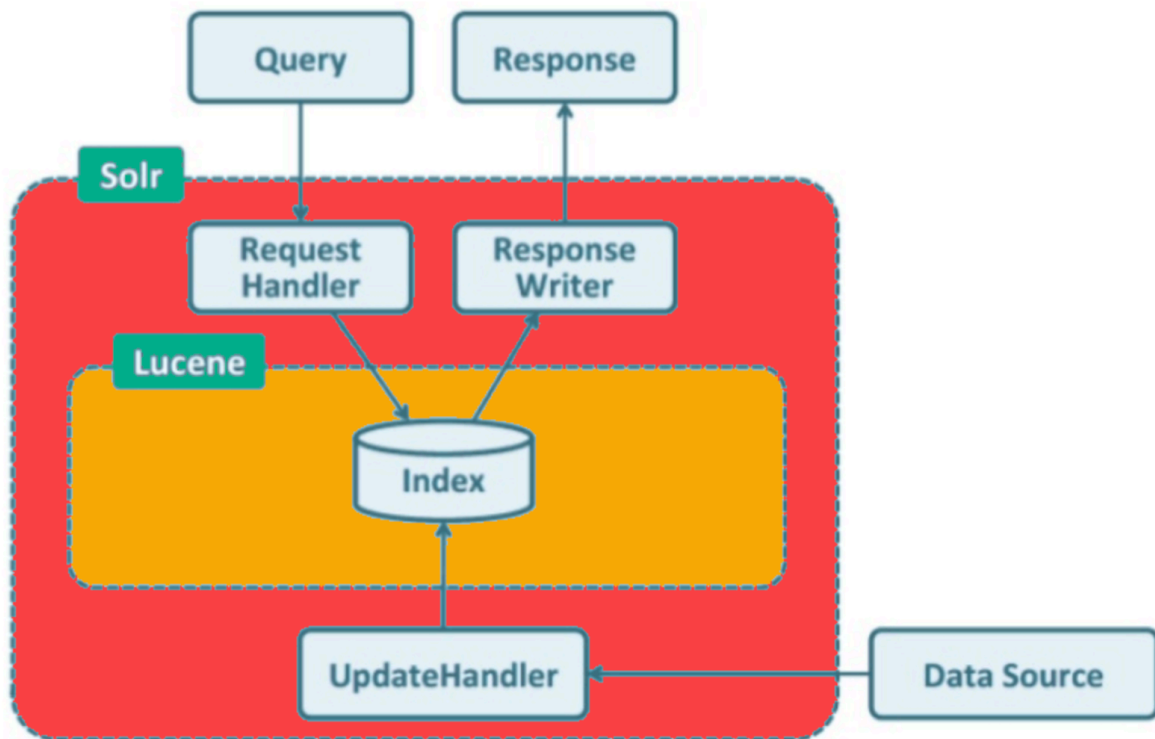 Query
Response
Solr
Request
Handler
Response
Writer
Lucene
Index
UpdateHandler
Data Source